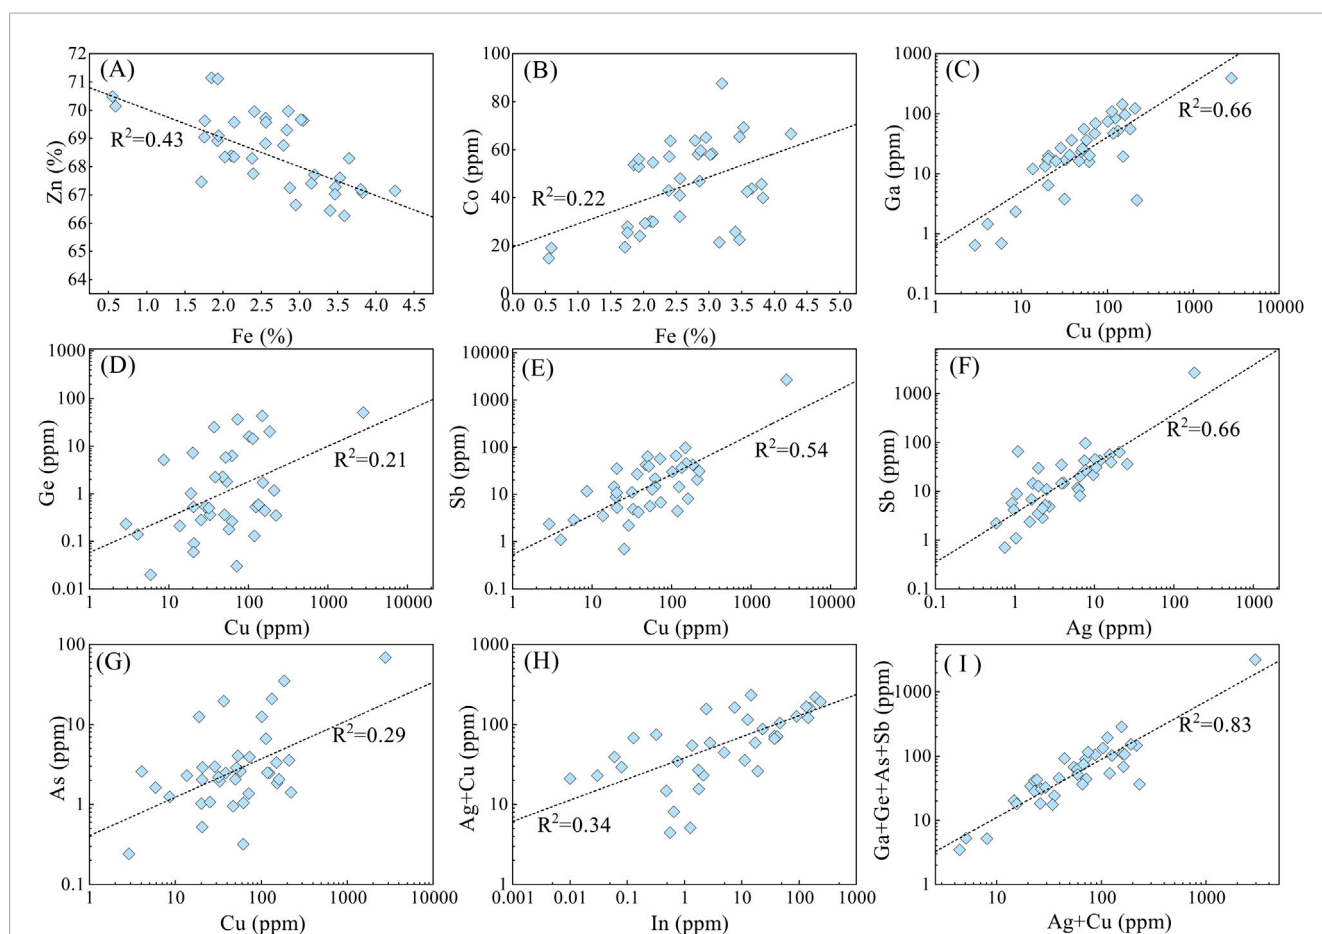 (A)
72
71
70
69
68
67
66
65
64
Zn (%)
R²=0.43
0.5 1.0 1.5 2.0 2.5 3.0 3.5 4.0 4.5
Fe (%)
(B)
100
80
60
40
20
0
Co (ppm)
R²=0.22
0.0 0.5 1.0 1.5 2.0 2.5 3.0 3.5 4.0 4.5 5.0
Fe (%)
(C)
1000
100
10
1
0.1
Ga (ppm)
R²=0.66
1 10 100 1000 10000
Cu (ppm)
(D)
1000
100
10
1
0.1
0.01
Ge (ppm)
R²=0.21
1 10 100 1000 10000
Cu (ppm)
(E)
10000
1000
100
10
1
0.1
Sb (ppm)
R²=0.54
1 10 100 1000 10000
Cu (ppm)
(F)
1000
100
10
1
0.1
Sb (ppm)
R²=0.66
0.1 1 10 100 1000
Ag (ppm)
(G)
100
10
1
0.1
As (ppm)
R²=0.29
1 10 100 1000 10000
Cu (ppm)
(H)
1000
100
10
1
Ag+Cu (ppm)
R²=0.34
0.001 0.01 0.1 1 10 100 1000
In (ppm)
( I )
1000
100
10
1
Ga+Ge+As+Sb (ppm)
R²=0.83
10 100 1000
Ag+Cu (ppm)